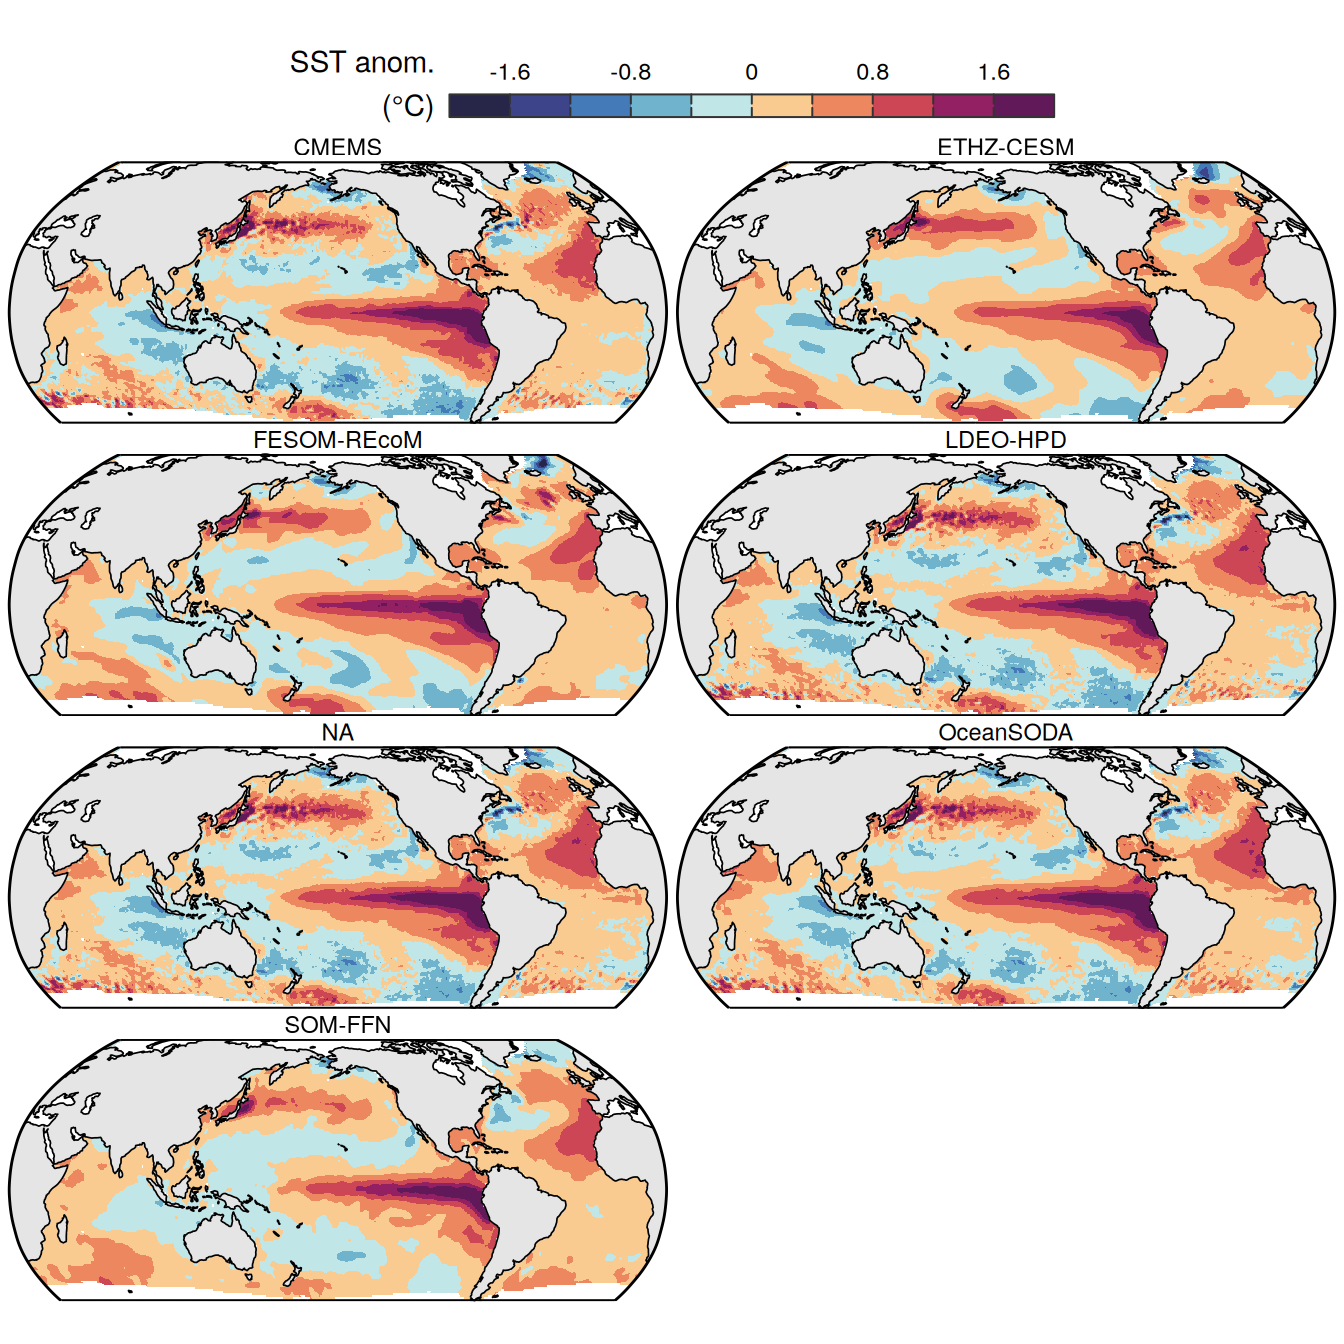 SST anom.
(°C)
-1.6 -0.8 0 0.8 1.6
CMEMS
ETHZ-CESM
FESOM-REcoM
LDEO-HPD
NA
OceanSODA
SOM-FFN